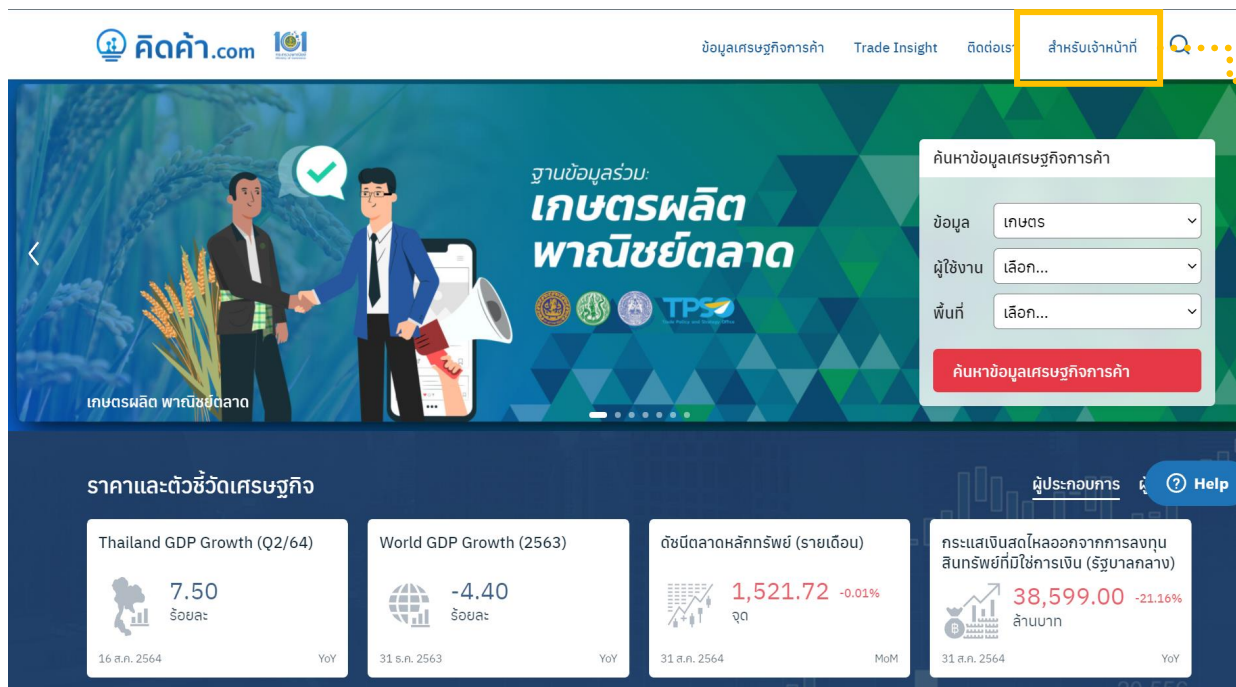 คิดค้า.com
ข้อมูลเศรษฐกิจการค้า Trade Insight ติดต่อเรา สำหรับเจ้าหน้าที่
ฐานข้อมูลร่วม:
เกษตรผลิต
พาณิชย์ตลาด
TPSO
Trade Policy and Strategy Office
เกษตรผลิต พาณิชย์ตลาด
ค้นหาข้อมูลเศรษฐกิจการค้า
ข้อมูล เกษตร
ผู้ใช้งาน เลือก...
พื้นที่ เลือก...
ค้นหาข้อมูลเศรษฐกิจการค้า
ราคาและตัวชี้วัดเศรษฐกิจ
ผู้ประกอบการ
Help
Thailand GDP Growth (Q2/64)
7.50
ร้อยละ
16 ส.ค. 2564 YoY
World GDP Growth (2563)
-4.40
ร้อยละ
31 ธ.ค. 2563 YoY
ดัชนีตลาดหลักทรัพย์ (รายเดือน)
1,521.72 -0.01%
จุด
31 ส.ค. 2564 MoM
กระแสเงินสดไหลออกจากการลงทุน
สินทรัพย์ที่มิใช่การเงิน (รัฐบาลกลาง)
38,599.00 -21.16%
ล้านบาท
31 ส.ค. 2564 YoY